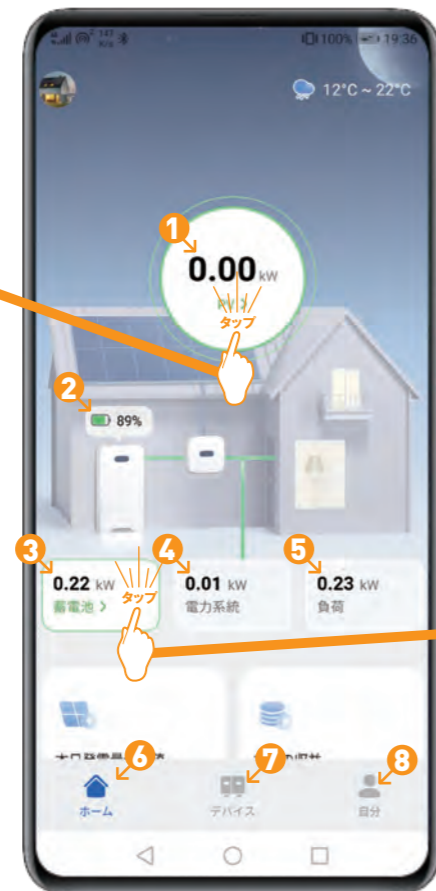 100% 19:36
12°C ~ 22°C
1
0.00 kW
PV >
タップ
2
89%
3
4
5
0.22 kW
0.01 kW
0.23 kW
タップ
蓄電池 >
電力系統
負荷
6
7
8
ホーム
デバイス
自分